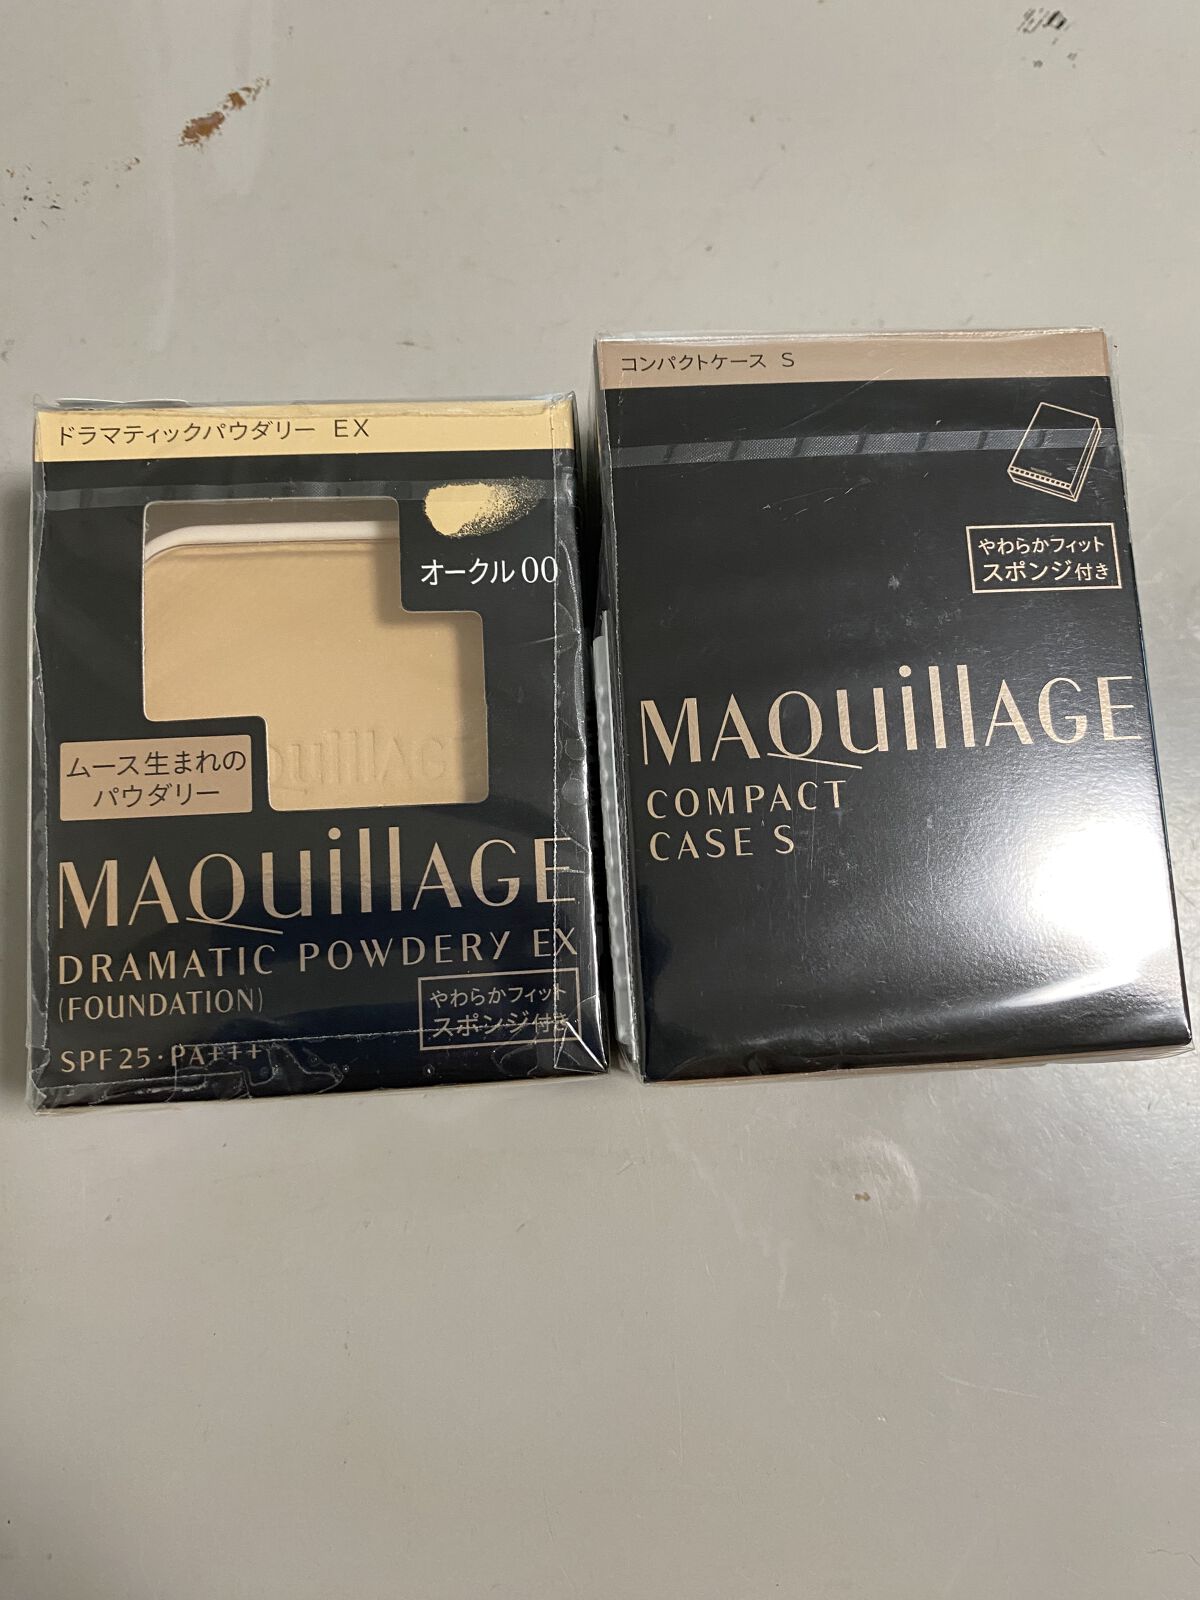 ドラマティックパウダリー EX
オークル00
MAQuillAGE
ムース生まれの
パウダリー
MAQuillAGE
DRAMATIC POWDERY EX
(FOUNDATION)
やわらかフィット
スポンジ付き
SPF25・PA+++
コンパクトケース S
やわらかフィット
スポンジ付き
MAQuillAGE
COMPACT
CASE S